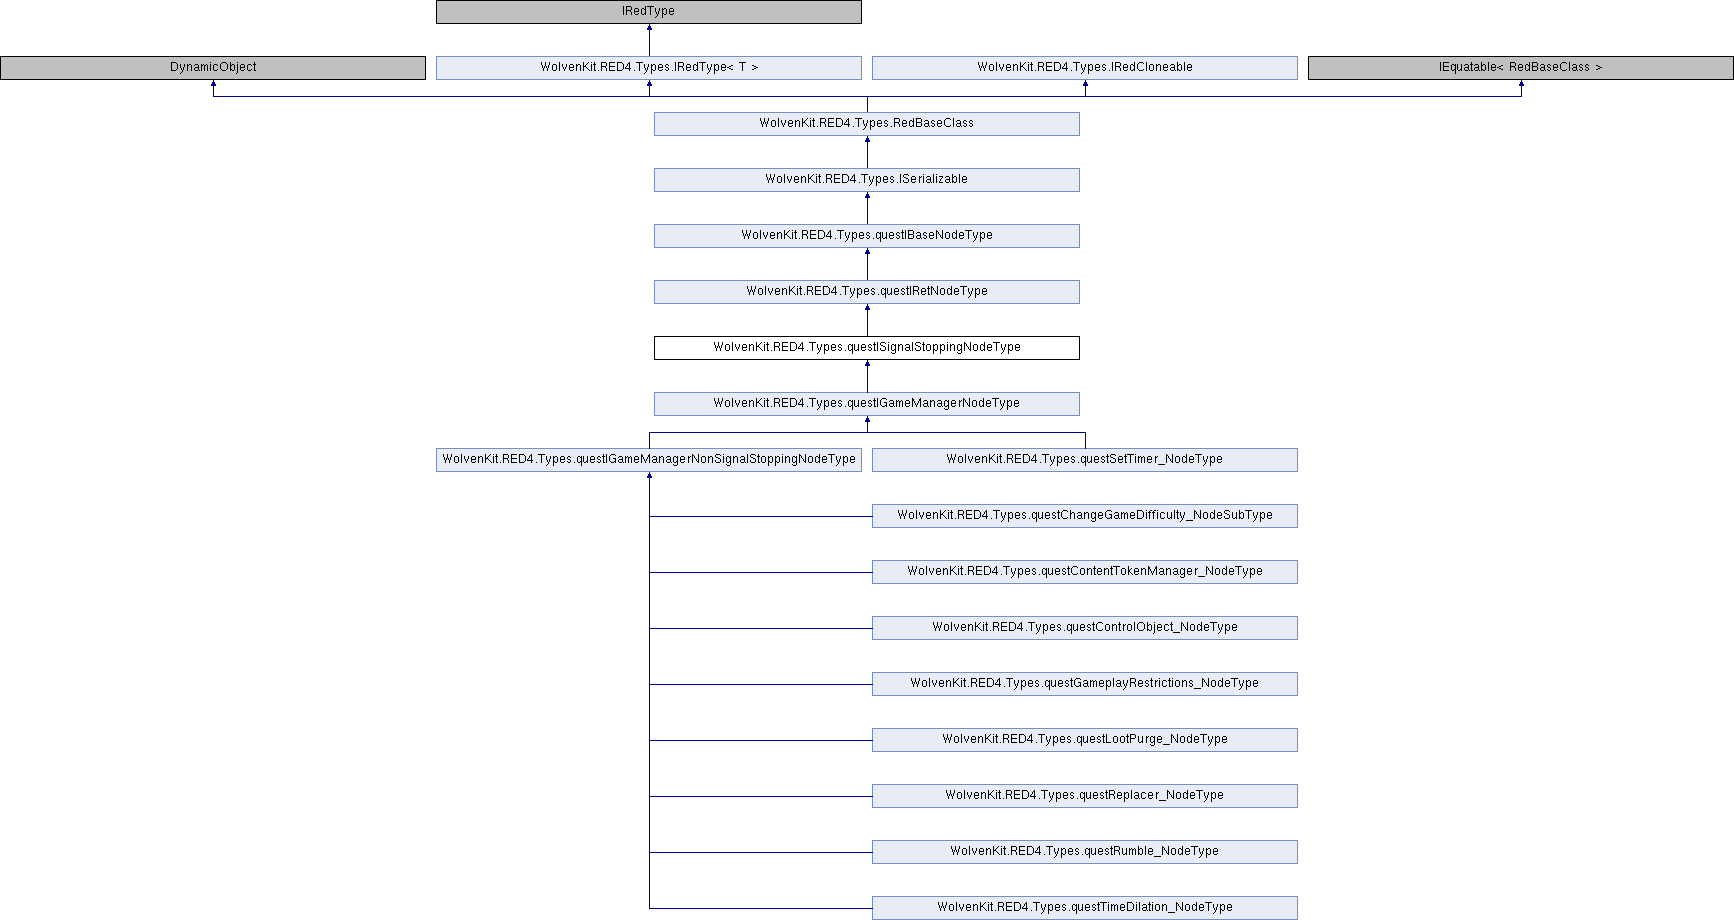 IRedType
DynamicObject
WolvenKit.RED4.Types.IRedType< T >
WolvenKit.RED4.Types.IRedCloneable
IEquatable< RedBaseClass >
WolvenKit.RED4.Types.RedBaseClass
WolvenKit.RED4.Types.ISerializable
WolvenKit.RED4.Types.questIBaseNodeType
WolvenKit.RED4.Types.questIRetNodeType
WolvenKit.RED4.Types.questISignalStoppingNodeType
WolvenKit.RED4.Types.questIGameManagerNodeType
WolvenKit.RED4.Types.questIGameManagerNonSignalStoppingNodeType
WolvenKit.RED4.Types.questSetTimer_NodeType
WolvenKit.RED4.Types.questChangeGameDifficulty_NodeSubType
WolvenKit.RED4.Types.questContentTokenManager_NodeType
WolvenKit.RED4.Types.questControlObject_NodeType
WolvenKit.RED4.Types.questGameplayRestrictions_NodeType
WolvenKit.RED4.Types.questLootPurge_NodeType
WolvenKit.RED4.Types.questReplacer_NodeType
WolvenKit.RED4.Types.questRumble_NodeType
WolvenKit.RED4.Types.questTimeDilation_NodeType